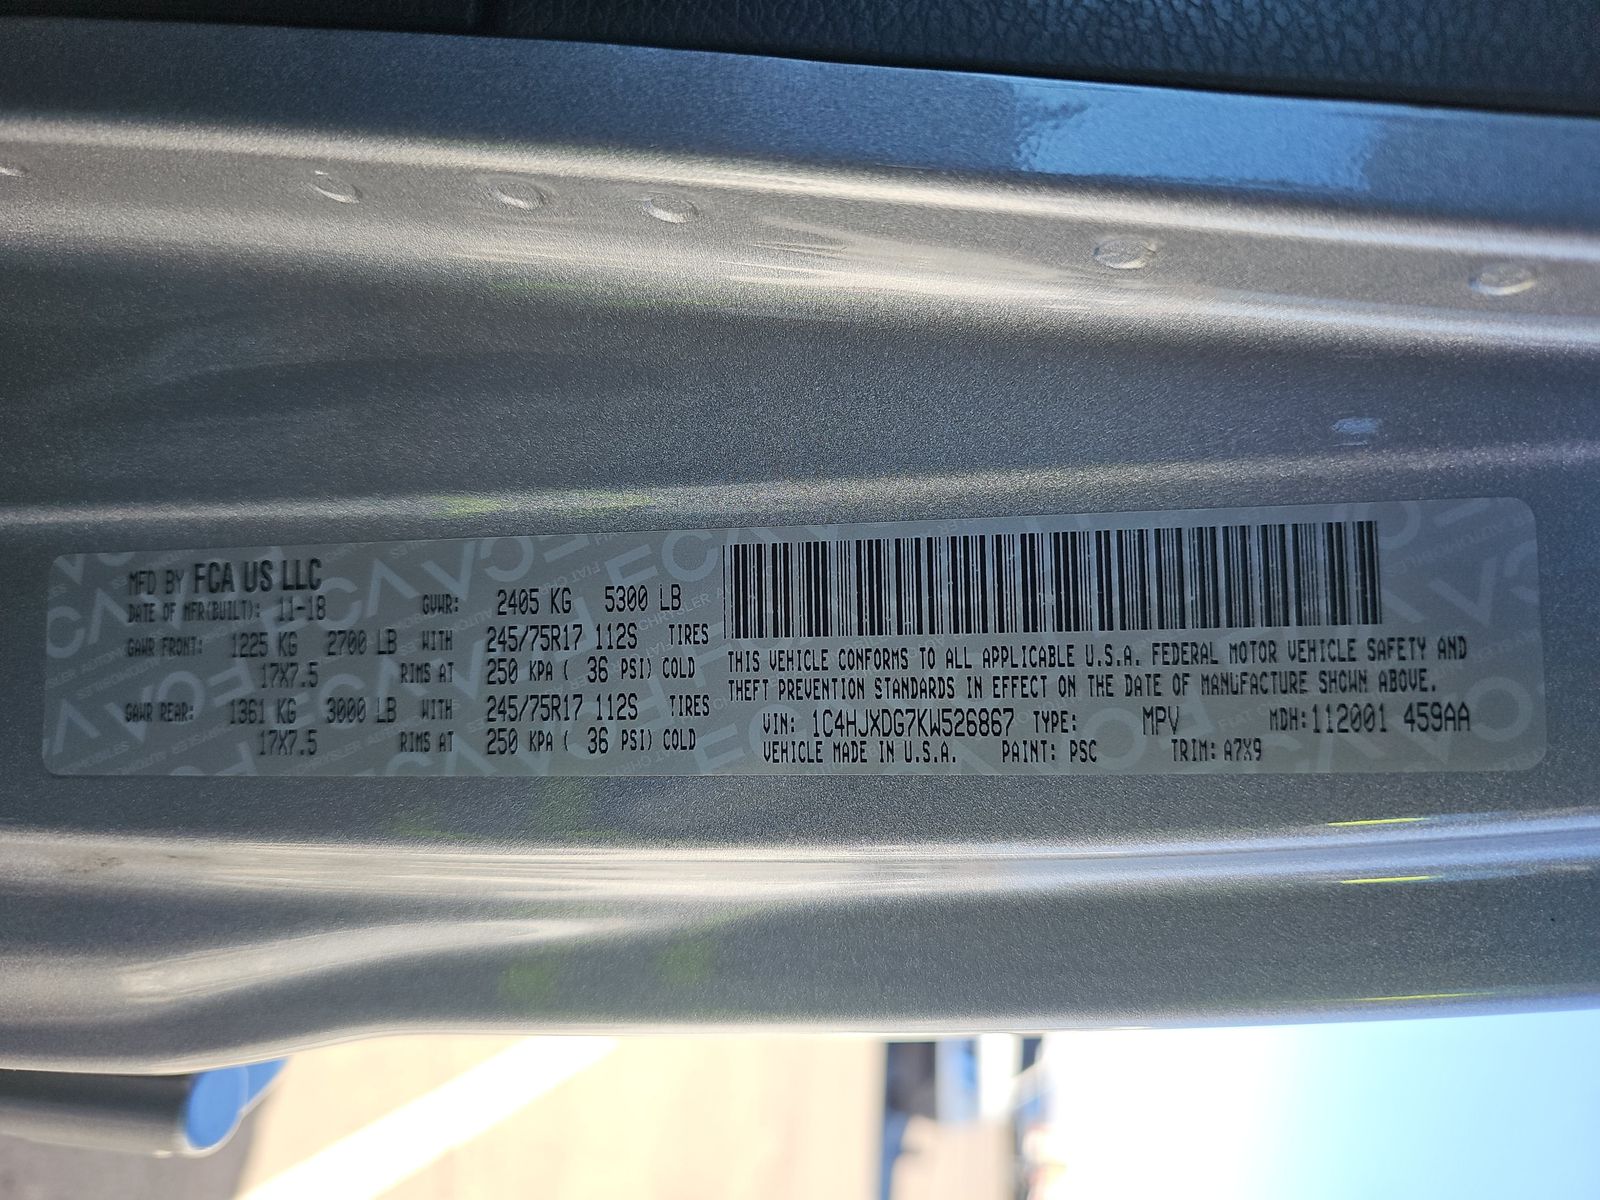 MFD BY FCA US LLC
DATE OF MFR(BUILT): 11-18 GVWR: 2405 KG 5300 LB
GAWR FRONT: 1225 KG 2700 LB WITH 245/75R17 112S TIRES
17X7.5 RIMS AT 250 KPA ( 36 PSI) COLD
GAWR REAR: 1361 KG 3000 LB WITH 245/75R17 112S TIRES
17X7.5 RIMS AT 250 KPA ( 36 PSI) COLD
THIS VEHICLE CONFORMS TO ALL APPLICABLE U.S.A. FEDERAL MOTOR VEHICLE SAFETY AND
THEFT PREVENTION STANDARDS IN EFFECT ON THE DATE OF MANUFACTURE SHOWN ABOVE.
VIN: 1C4HJXDG7KW526867 TYPE: MPV MDH:112001 459AA
VEHICLE MADE IN U.S.A. PAINT: PSC TRIM: A7X9